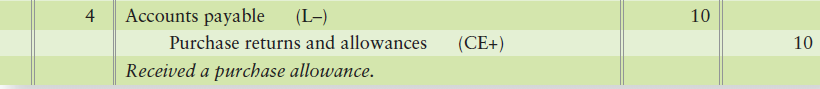 4 Accounts payable (L–) 10
Purchase returns and allowances (CE+) 10
Received a purchase allowance.